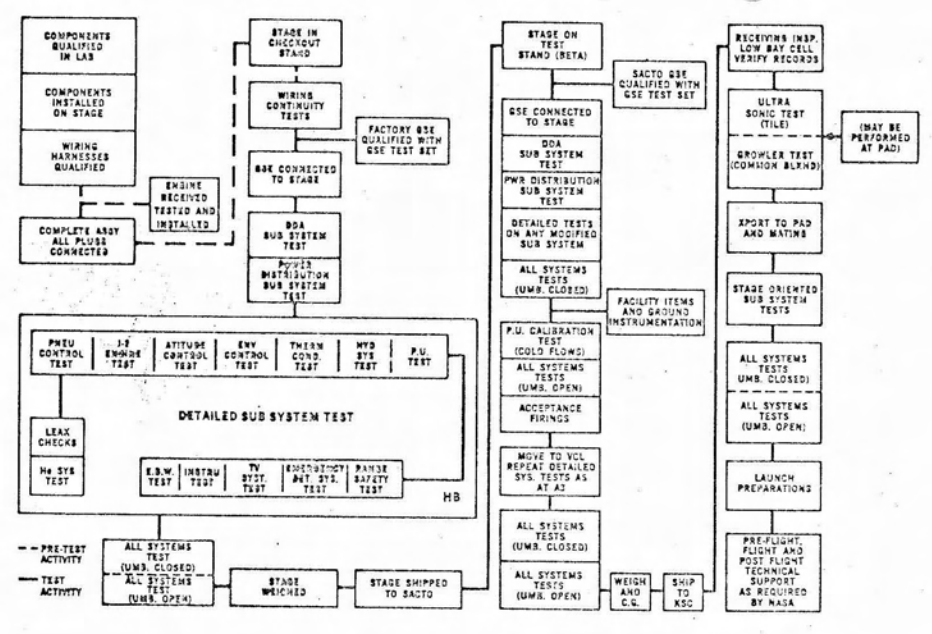 COMPONENTS
QUALIFIED
IN LAB
COMPONENTS
INSTALLED
ON STAGE
WIRING
HARNESSES
QUALIFIED
ENGINE
RECEIVED
TESTED AND
INSTALLED
COMPLETE ASSY
ALL PLUGS
CONNECTED
STAGE IN
CHECKOUT
STAND
WIRING
CONTINUITY
TESTS
FACTORY GSE
QUALIFIED WITH
GSE TEST SET
GSE CONNECTED
TO STAGE
DDA
SUB SYSTEM
TEST
POWER
DISTRIBUTION
SUB SYSTEM
TEST
PNEU
CONTROL
TEST
J-2
ENGINE
TEST
ATITUDE
CONTROL
TEST
ENV
CONTROL
TEST
THERM
COND.
TEST
HYD
SYS
TEST
P.U.
TEST
DETAILED SUB SYSTEM TEST
LEAK
CHECKS
He SYS
TEST
E.B.W.
TEST
INSTRU
TEST
TV
SYST.
TEST
EMERGENCY
DET. SYS.
TEST
RANGE
SAFETY
TEST
HB
PRE-TEST
ACTIVITY
TEST
ACTIVITY
ALL SYSTEMS
TEST
(UMB. CLOSED)
ALL SYSTEMS
TEST
(UMB. OPEN)
STAGE
WEIGHED
STAGE SHIPPED
TO SACTO
STAGE ON
TEST
STAND (BETA)
SACTO GSE
QUALIFIED WITH
GSE TEST SET
GSE CONNECTED
TO STAGE
DDA
SUB SYSTEM
TEST
PWR DISTRIBUTION
SUB SYSTEM
TEST
DETAILED TESTS
ON ANY MODIFIED
SUB SYSTEM
ALL SYSTEMS
TESTS
(UMB. CLOSED)
FACILITY ITEMS
AND GROUND
INSTRUMENTATION
P.U. CALIBRATION
TEST
(COLD FLOWS)
ALL SYSTEMS
TESTS
(UMB. OPEN)
ACCEPTANCE
FIRINGS
MOVE TO VCL
REPEAT DETAILED
SYS. TESTS AS
AT A3
ALL SYSTEMS
TESTS
(UMB. CLOSED)
ALL SYSTEMS
TESTS
(UMB. OPEN)
WEIGH
AND
C.G.
SHIP
TO
KSC
RECEIVING INSP.
LOW BAY CELL
VERIFY RECORDS
ULTRA
SONIC TEST
(TILE)
GROWLER TEST
(COMMON BLKHD)
(MAY BE
PERFORMED
AT PAD)
XPORT TO PAD
AND MATING
STAGE ORIENTED
SUB SYSTEM
TESTS
ALL SYSTEMS
TESTS
UMB. CLOSED)
ALL SYSTEMS
TESTS
(UMB. OPEN)
LAUNCH
PREPARATIONS
PRE-FLIGHT,
FLIGHT AND
POST FLIGHT
TECHNICAL
SUPPORT
AS REQUIRED
BY NASA